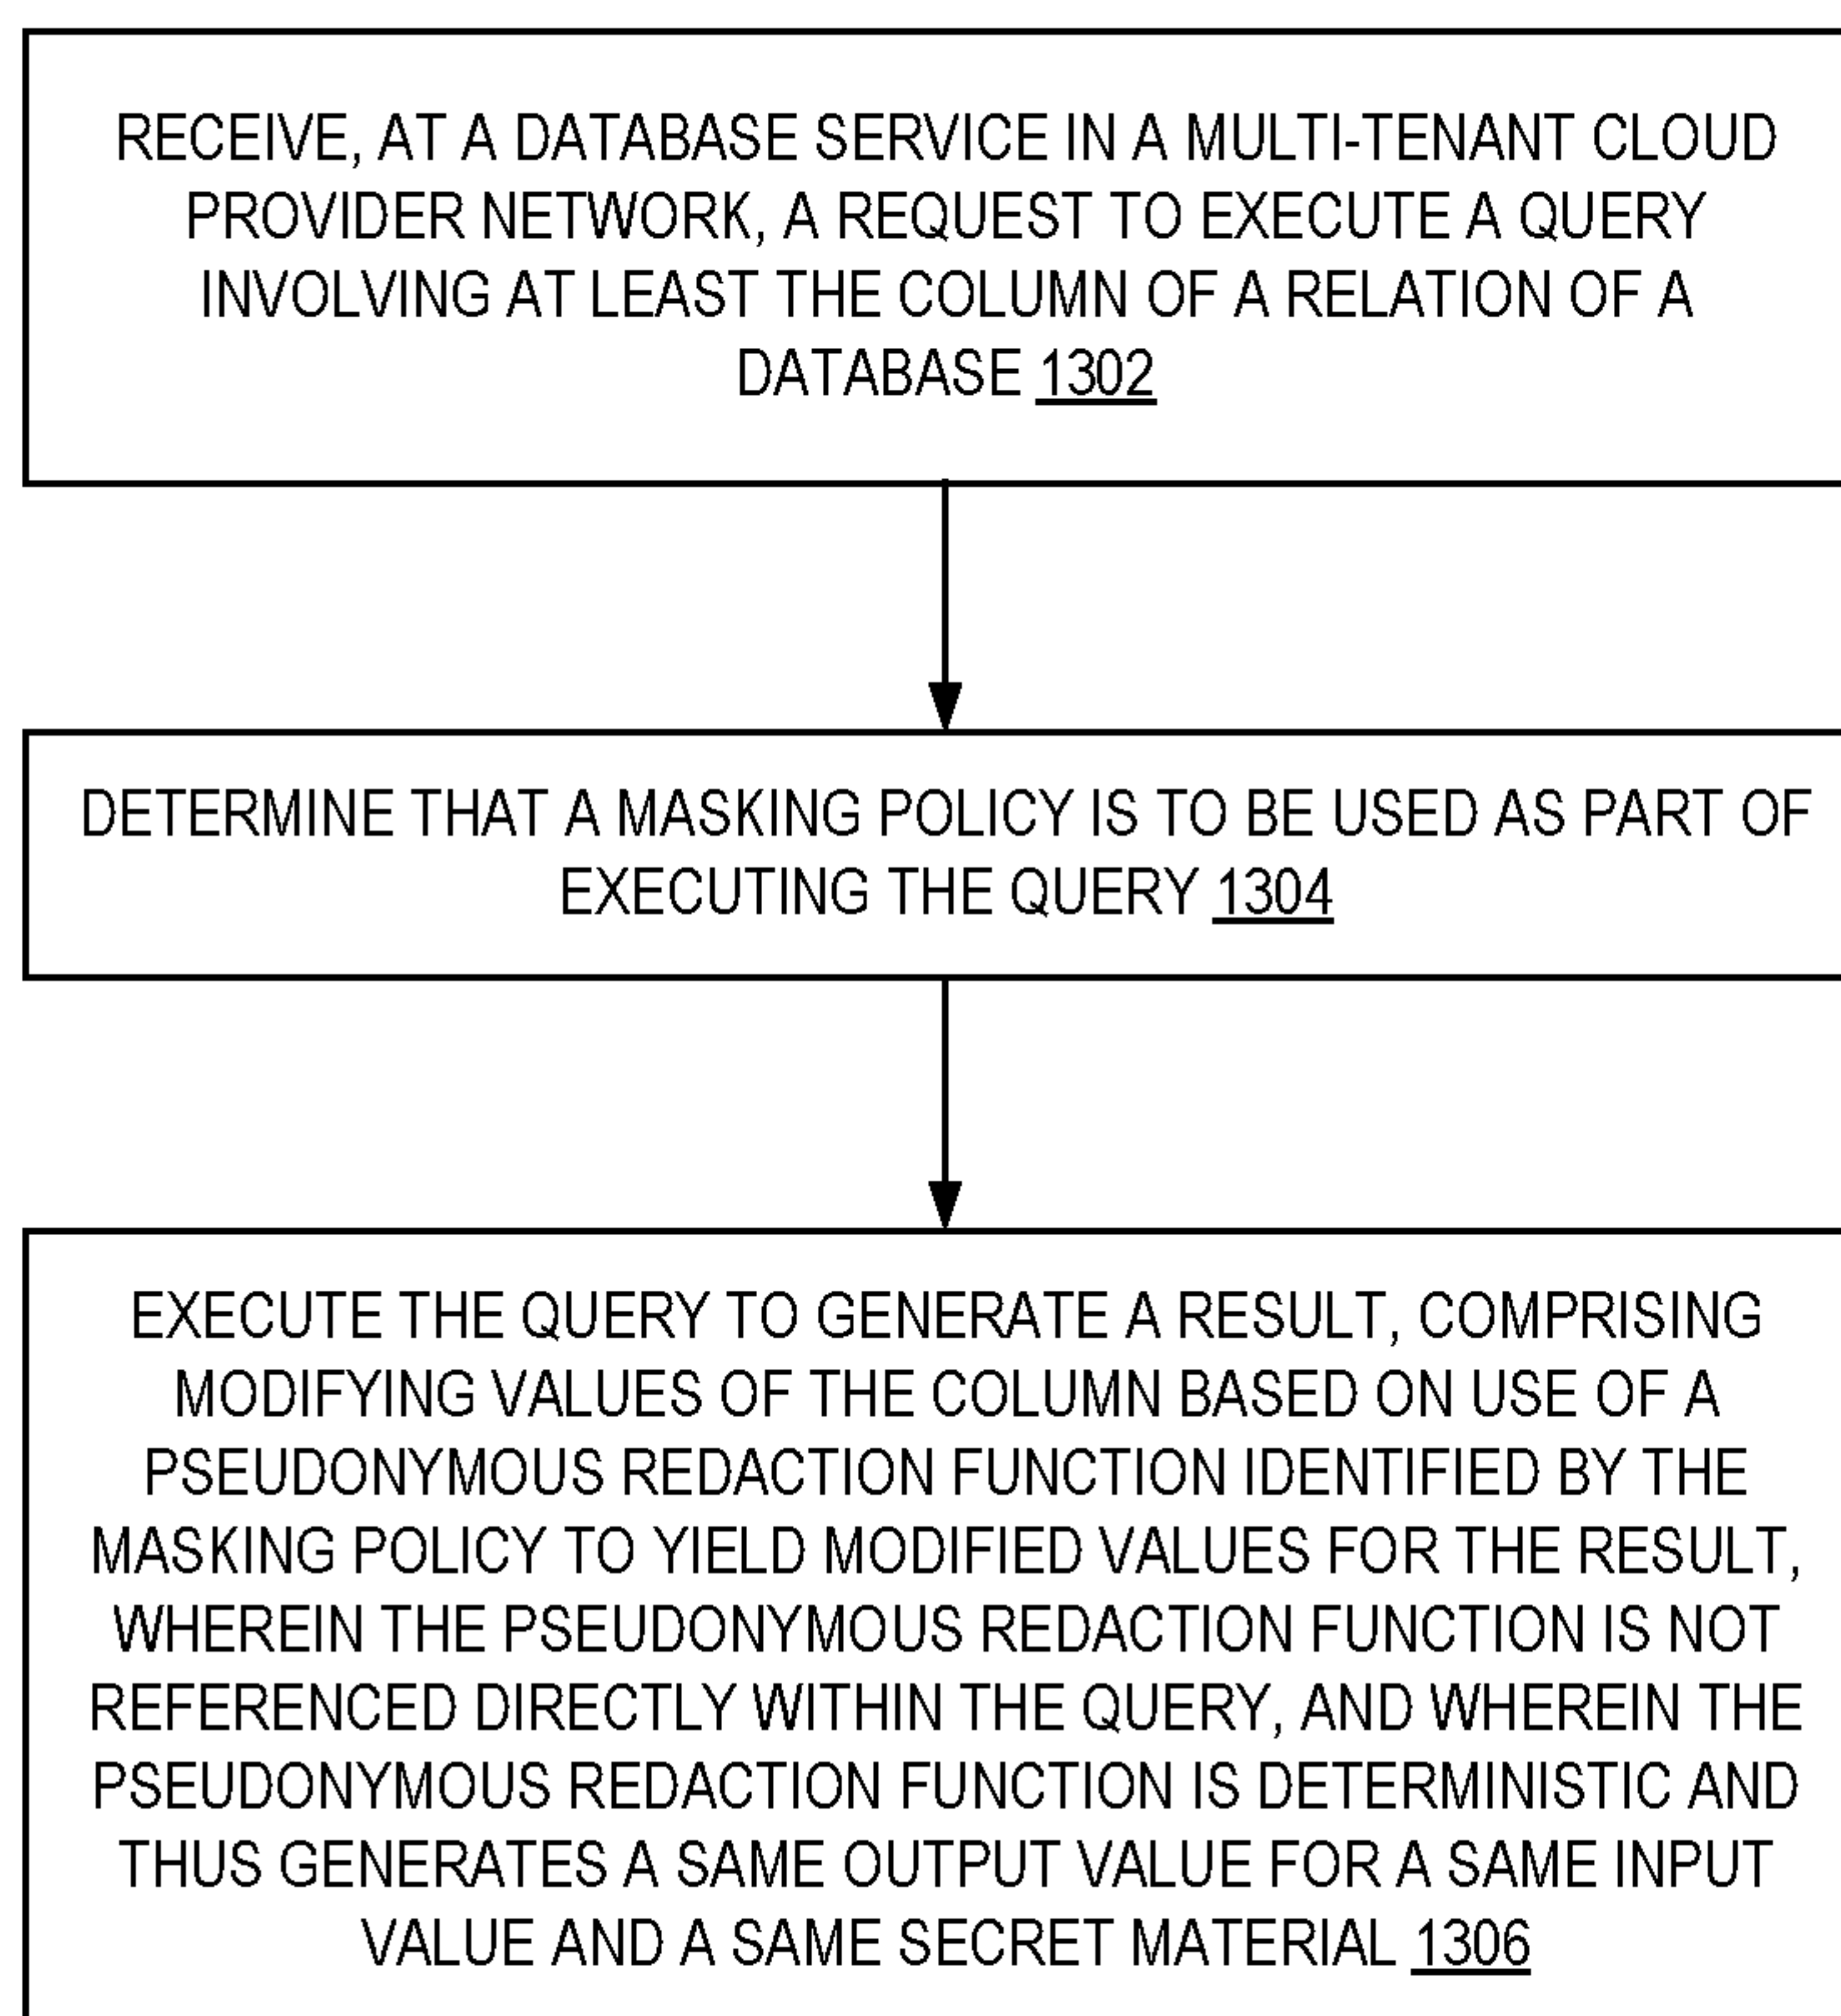 RECEIVE, AT A DATABASE SERVICE IN A MULTI-TENANT CLOUD
PROVIDER NETWORK, A REQUEST TO EXECUTE A QUERY
INVOLVING AT LEAST THE COLUMN OF A RELATION OF A
DATABASE 1302
DETERMINE THAT A MASKING POLICY IS TO BE USED AS PART OF
EXECUTING THE QUERY 1304
EXECUTE THE QUERY TO GENERATE A RESULT, COMPRISING
MODIFYING VALUES OF THE COLUMN BASED ON USE OF A
PSEUDONYMOUS REDACTION FUNCTION IDENTIFIED BY THE
MASKING POLICY TO YIELD MODIFIED VALUES FOR THE RESULT,
WHEREIN THE PSEUDONYMOUS REDACTION FUNCTION IS NOT
REFERENCED DIRECTLY WITHIN THE QUERY, AND WHEREIN THE
PSEUDONYMOUS REDACTION FUNCTION IS DETERMINISTIC AND
THUS GENERATES A SAME OUTPUT VALUE FOR A SAME INPUT
VALUE AND A SAME SECRET MATERIAL 1306